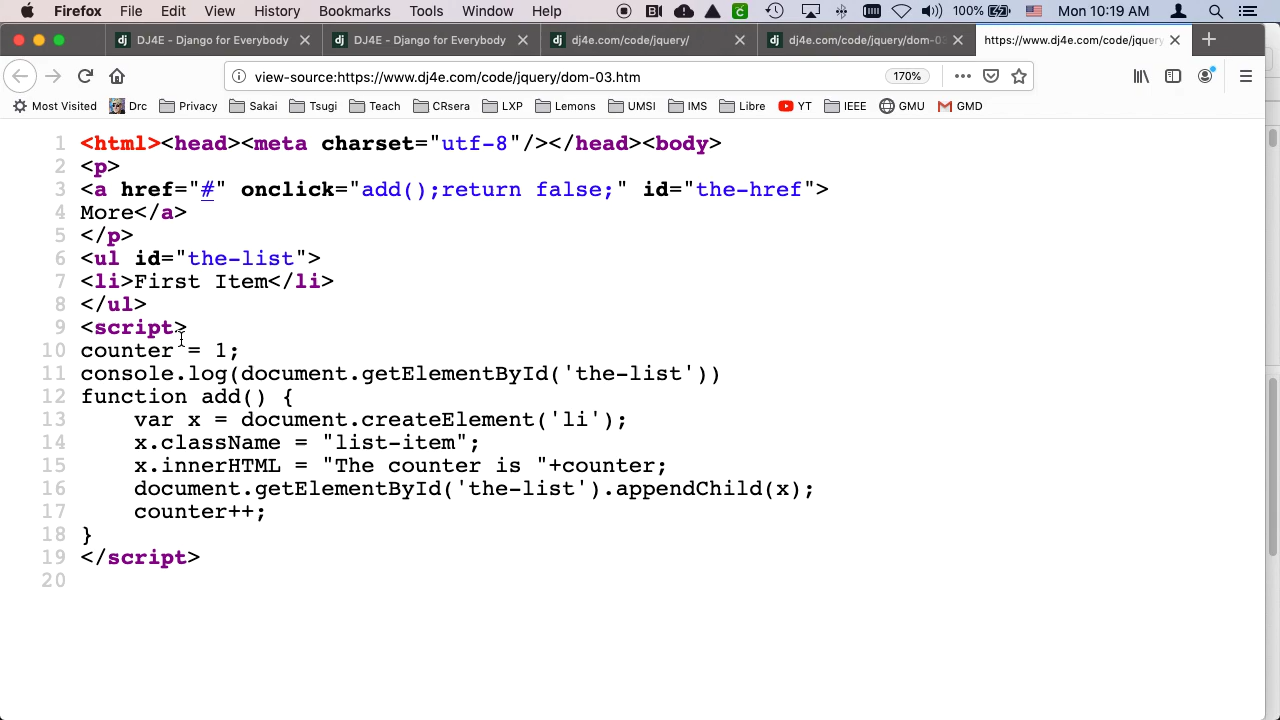 Firefox File Edit View History Bookmarks Tools Window Help 100% Mon 10:19 AM
DJ4E - Django for Everybody DJ4E - Django for Everybody dj4e.com/code/jquery/ dj4e.com/code/jquery/dom-03 https://www.dj4e.com/code/jquery
view-source:https://www.dj4e.com/code/jquery/dom-03.htm 170%
Most Visited Drc Privacy Sakai Tsugi Teach CRsera LXP Lemons UMSI IMS Libre YT IEEE GMU GMD
1 <html><head><meta charset="utf-8"/></head><body>
2 <p>
3 <a href="#" onclick="add();return false;" id="the-href">
4 More</a>
5 </p>
6 <ul id="the-list">
7 <li>First Item</li>
8 </ul>
9 <script>
10 counter = 1;
11 console.log(document.getElementById('the-list'))
12 function add() {
13     var x = document.createElement('li');
14     x.className = "list-item";
15     x.innerHTML = "The counter is "+counter;
16     document.getElementById('the-list').appendChild(x);
17     counter++;
18 }
19 </script>
20